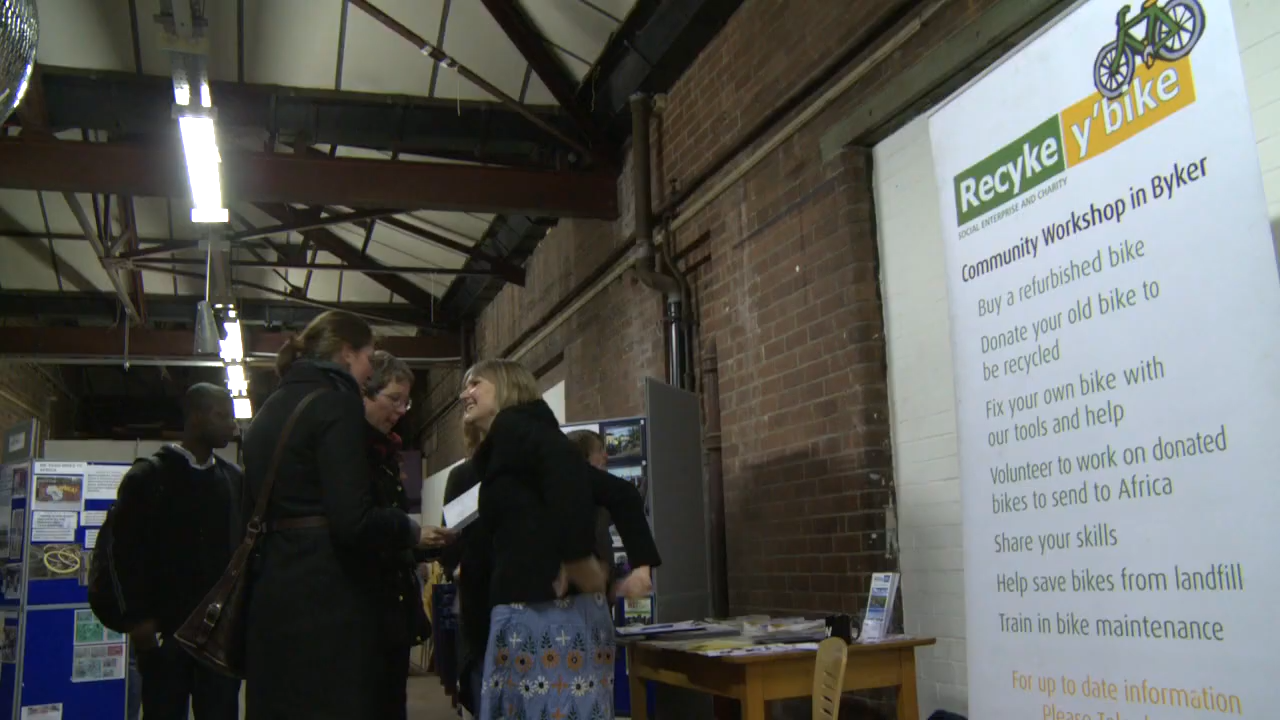 Recyke y'bike
SOCIAL ENTERPRISE AND CHARITY
Community Workshop in Byker
Buy a refurbished bike
Donate your old bike to
be recycled
Fix your own bike with
our tools and help
Volunteer to work on donated
bikes to send to Africa
Share your skills
Help save bikes from landfill
Train in bike maintenance
For up to date information